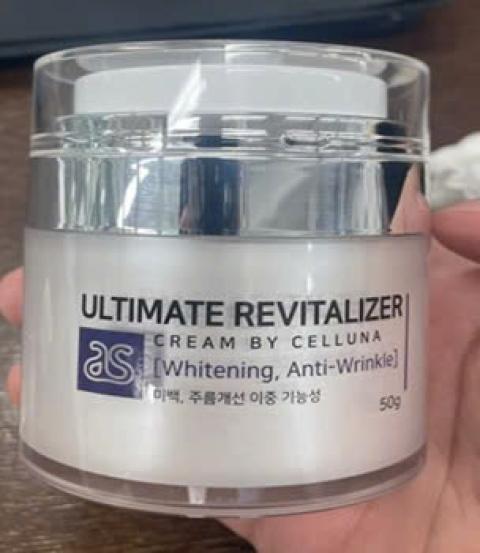 ULTIMATE REVITALIZER
CREAM BY CELLUNA
as
[Whitening, Anti-Wrinkle]
미백, 주름개선 이중 기능성
50g